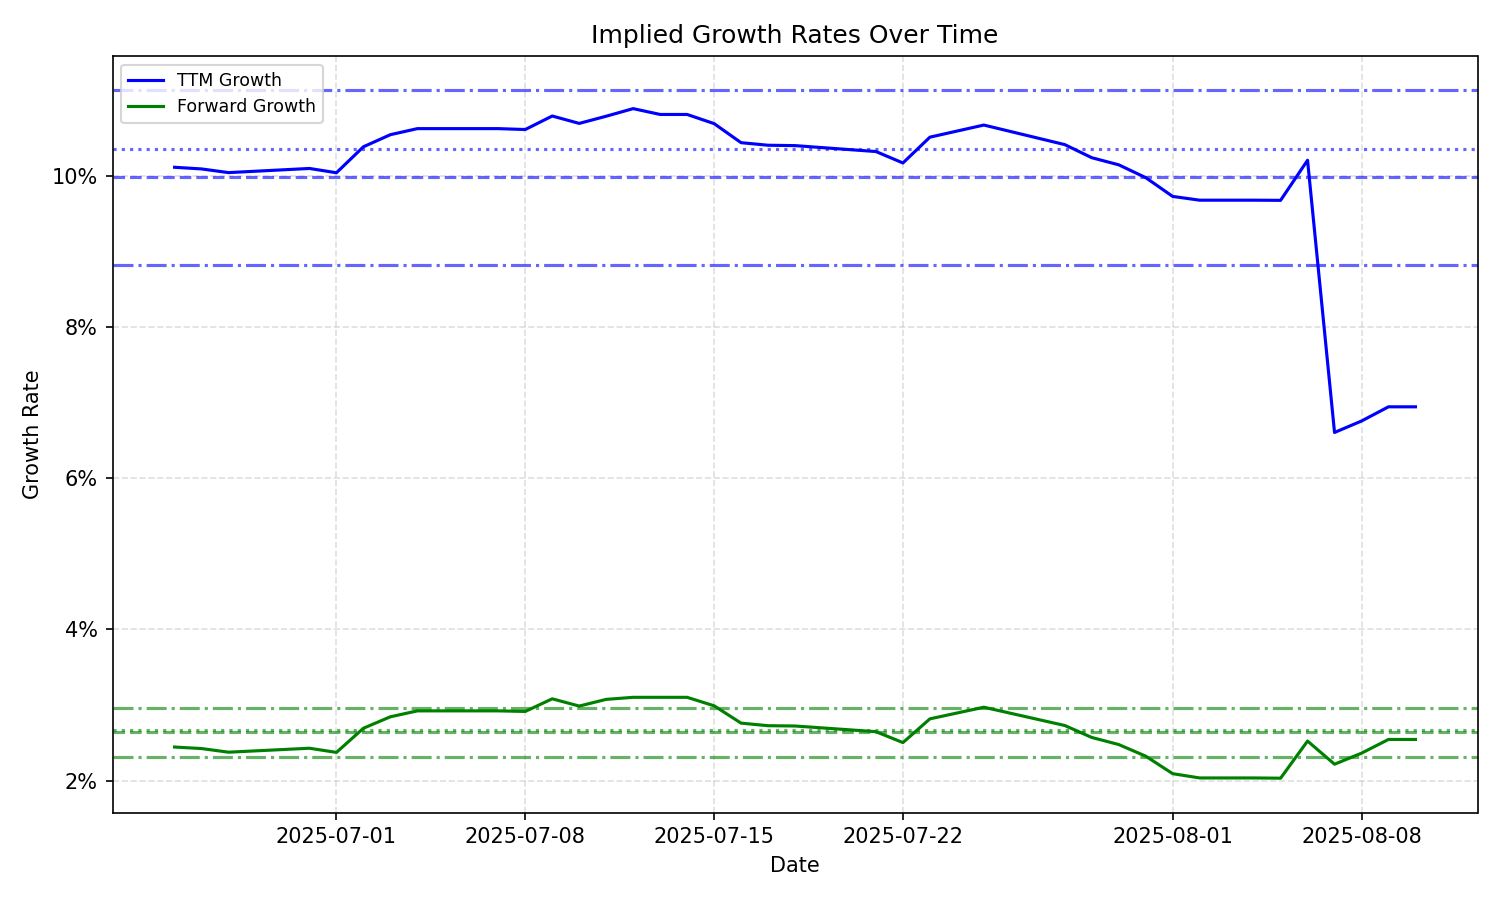 Implied Growth Rates Over Time
TTM Growth
Forward Growth
10%
8%
6%
4%
2%
Growth Rate
2025-07-01
2025-07-08
2025-07-15
2025-07-22
2025-08-01
2025-08-08
Date